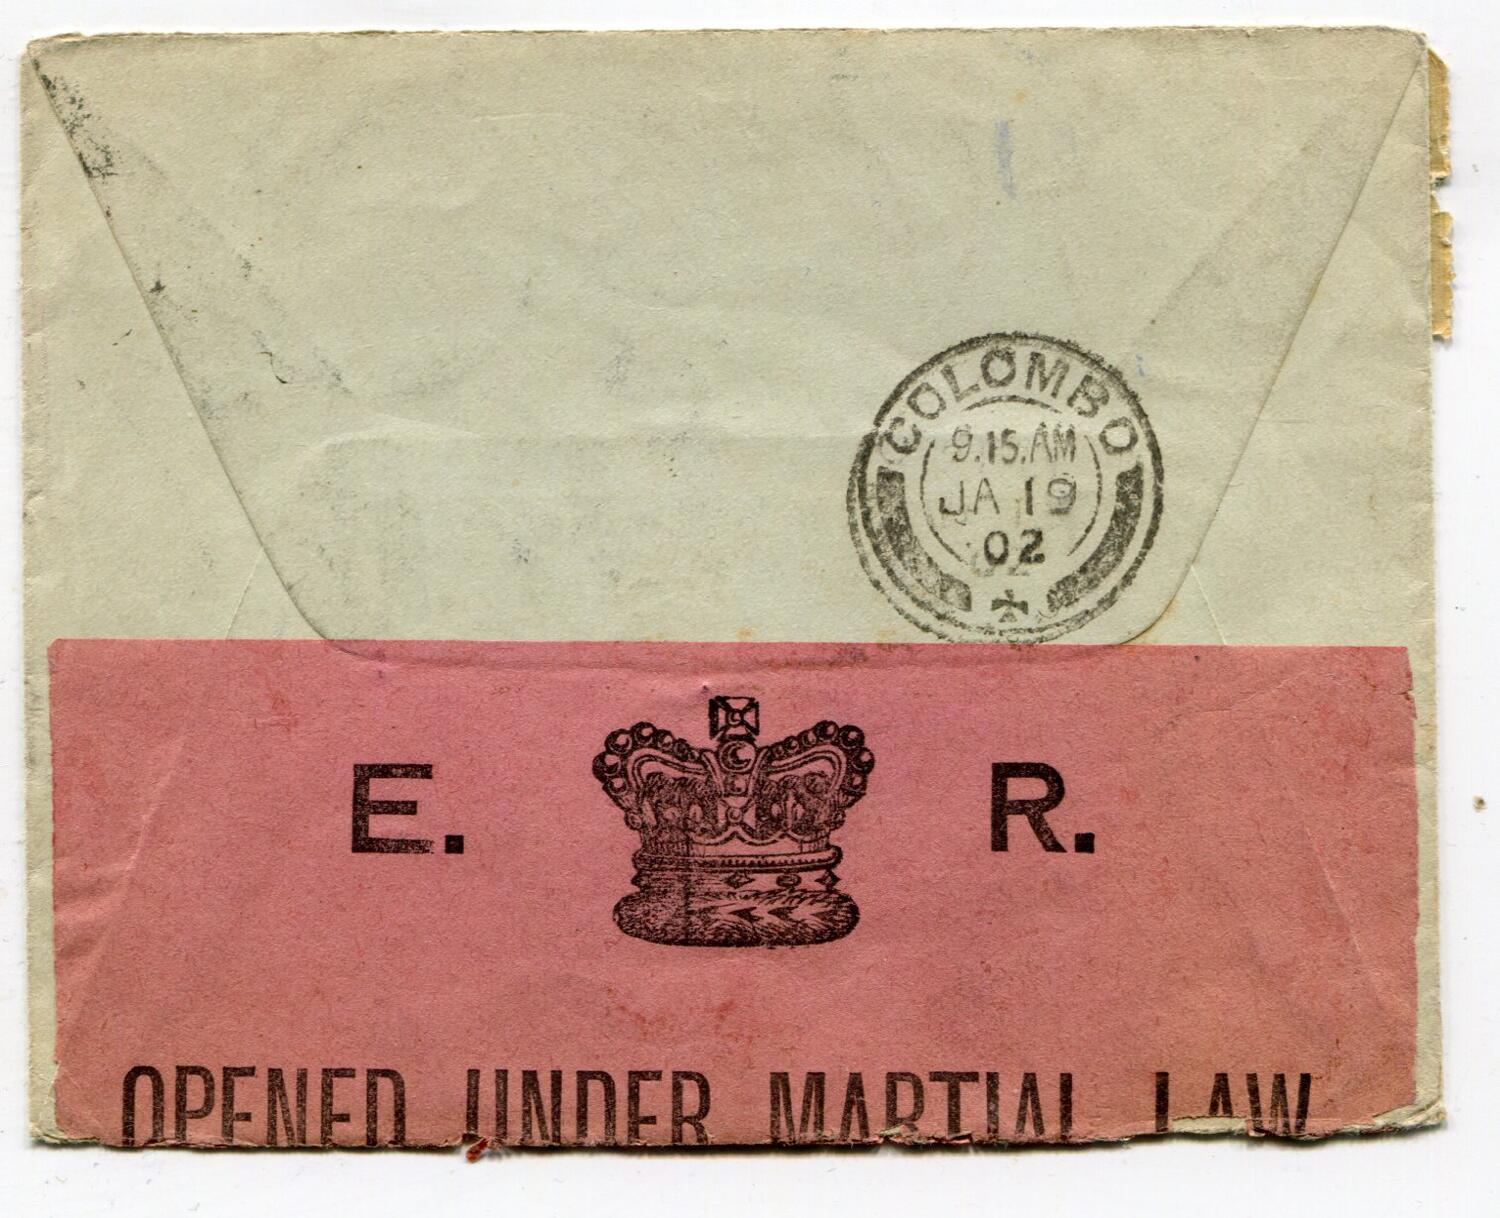 COLOMBO
9.15.AM
JA 19
02
E. R.
OPENED UNDER MARTIAL LAW